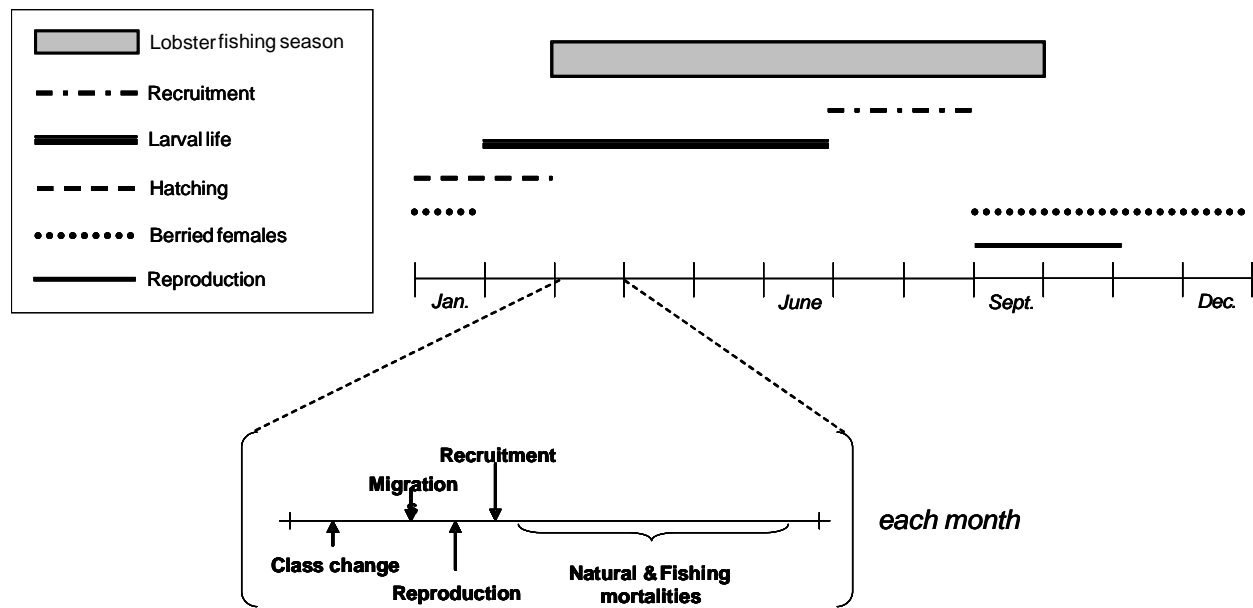 Lobster fishing season
Recruitment
Larval life
Hatching
Berried females
Reproduction
Jan.
June
Sept.
Dec.
Recruitment
Migration
s
Class change
Reproduction
Natural & Fishing
mortalities
each month